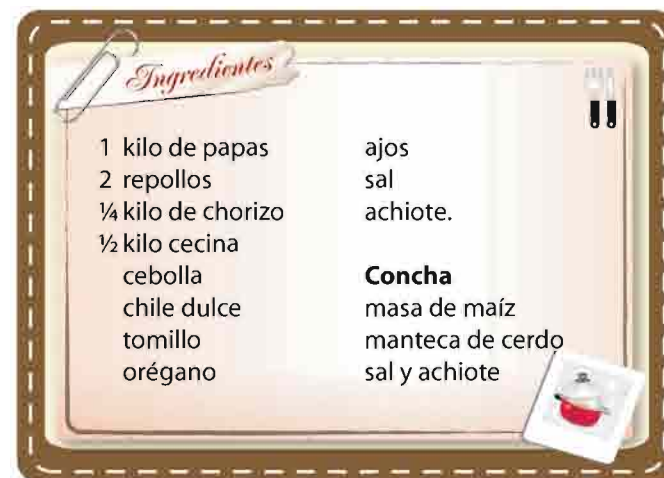 Ingredientes
1 kilo de papas
2 repollos
¼ kilo de chorizo
½ kilo cecina
cebolla
chile dulce
tomillo
orégano
ajos
sal
achiote.
Concha
masa de maíz
manteca de cerdo
sal y achiote